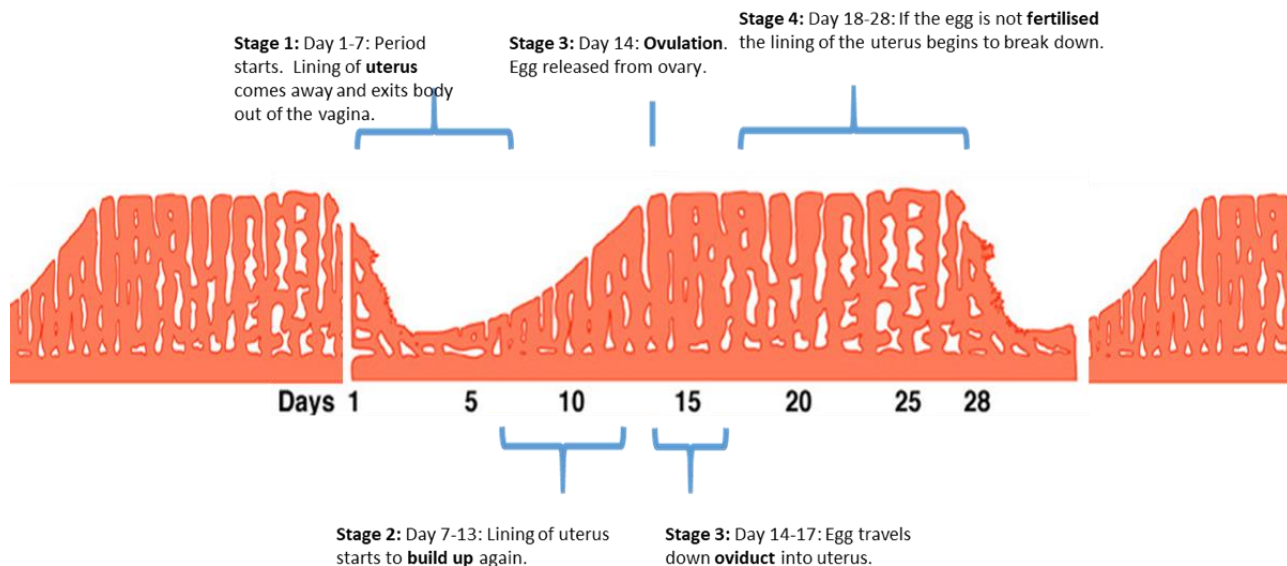 Stage 1: Day 1-7: Period
starts. Lining of uterus
comes away and exits body
out of the vagina.
Stage 3: Day 14: Ovulation.
Egg released from ovary.
Stage 4: Day 18-28: If the egg is not fertilised
the lining of the uterus begins to break down.
Days 1 5 10 15 20 25 28
Stage 2: Day 7-13: Lining of uterus
starts to build up again.
Stage 3: Day 14-17: Egg travels
down oviduct into uterus.